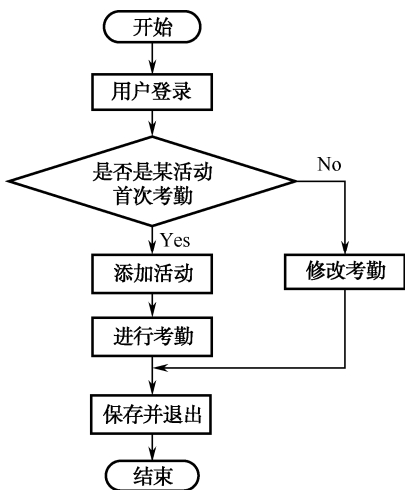 开始
用户登录
是否是某活动
首次考勤
No
Yes
添加活动
修改考勤
进行考勤
保存并退出
结束